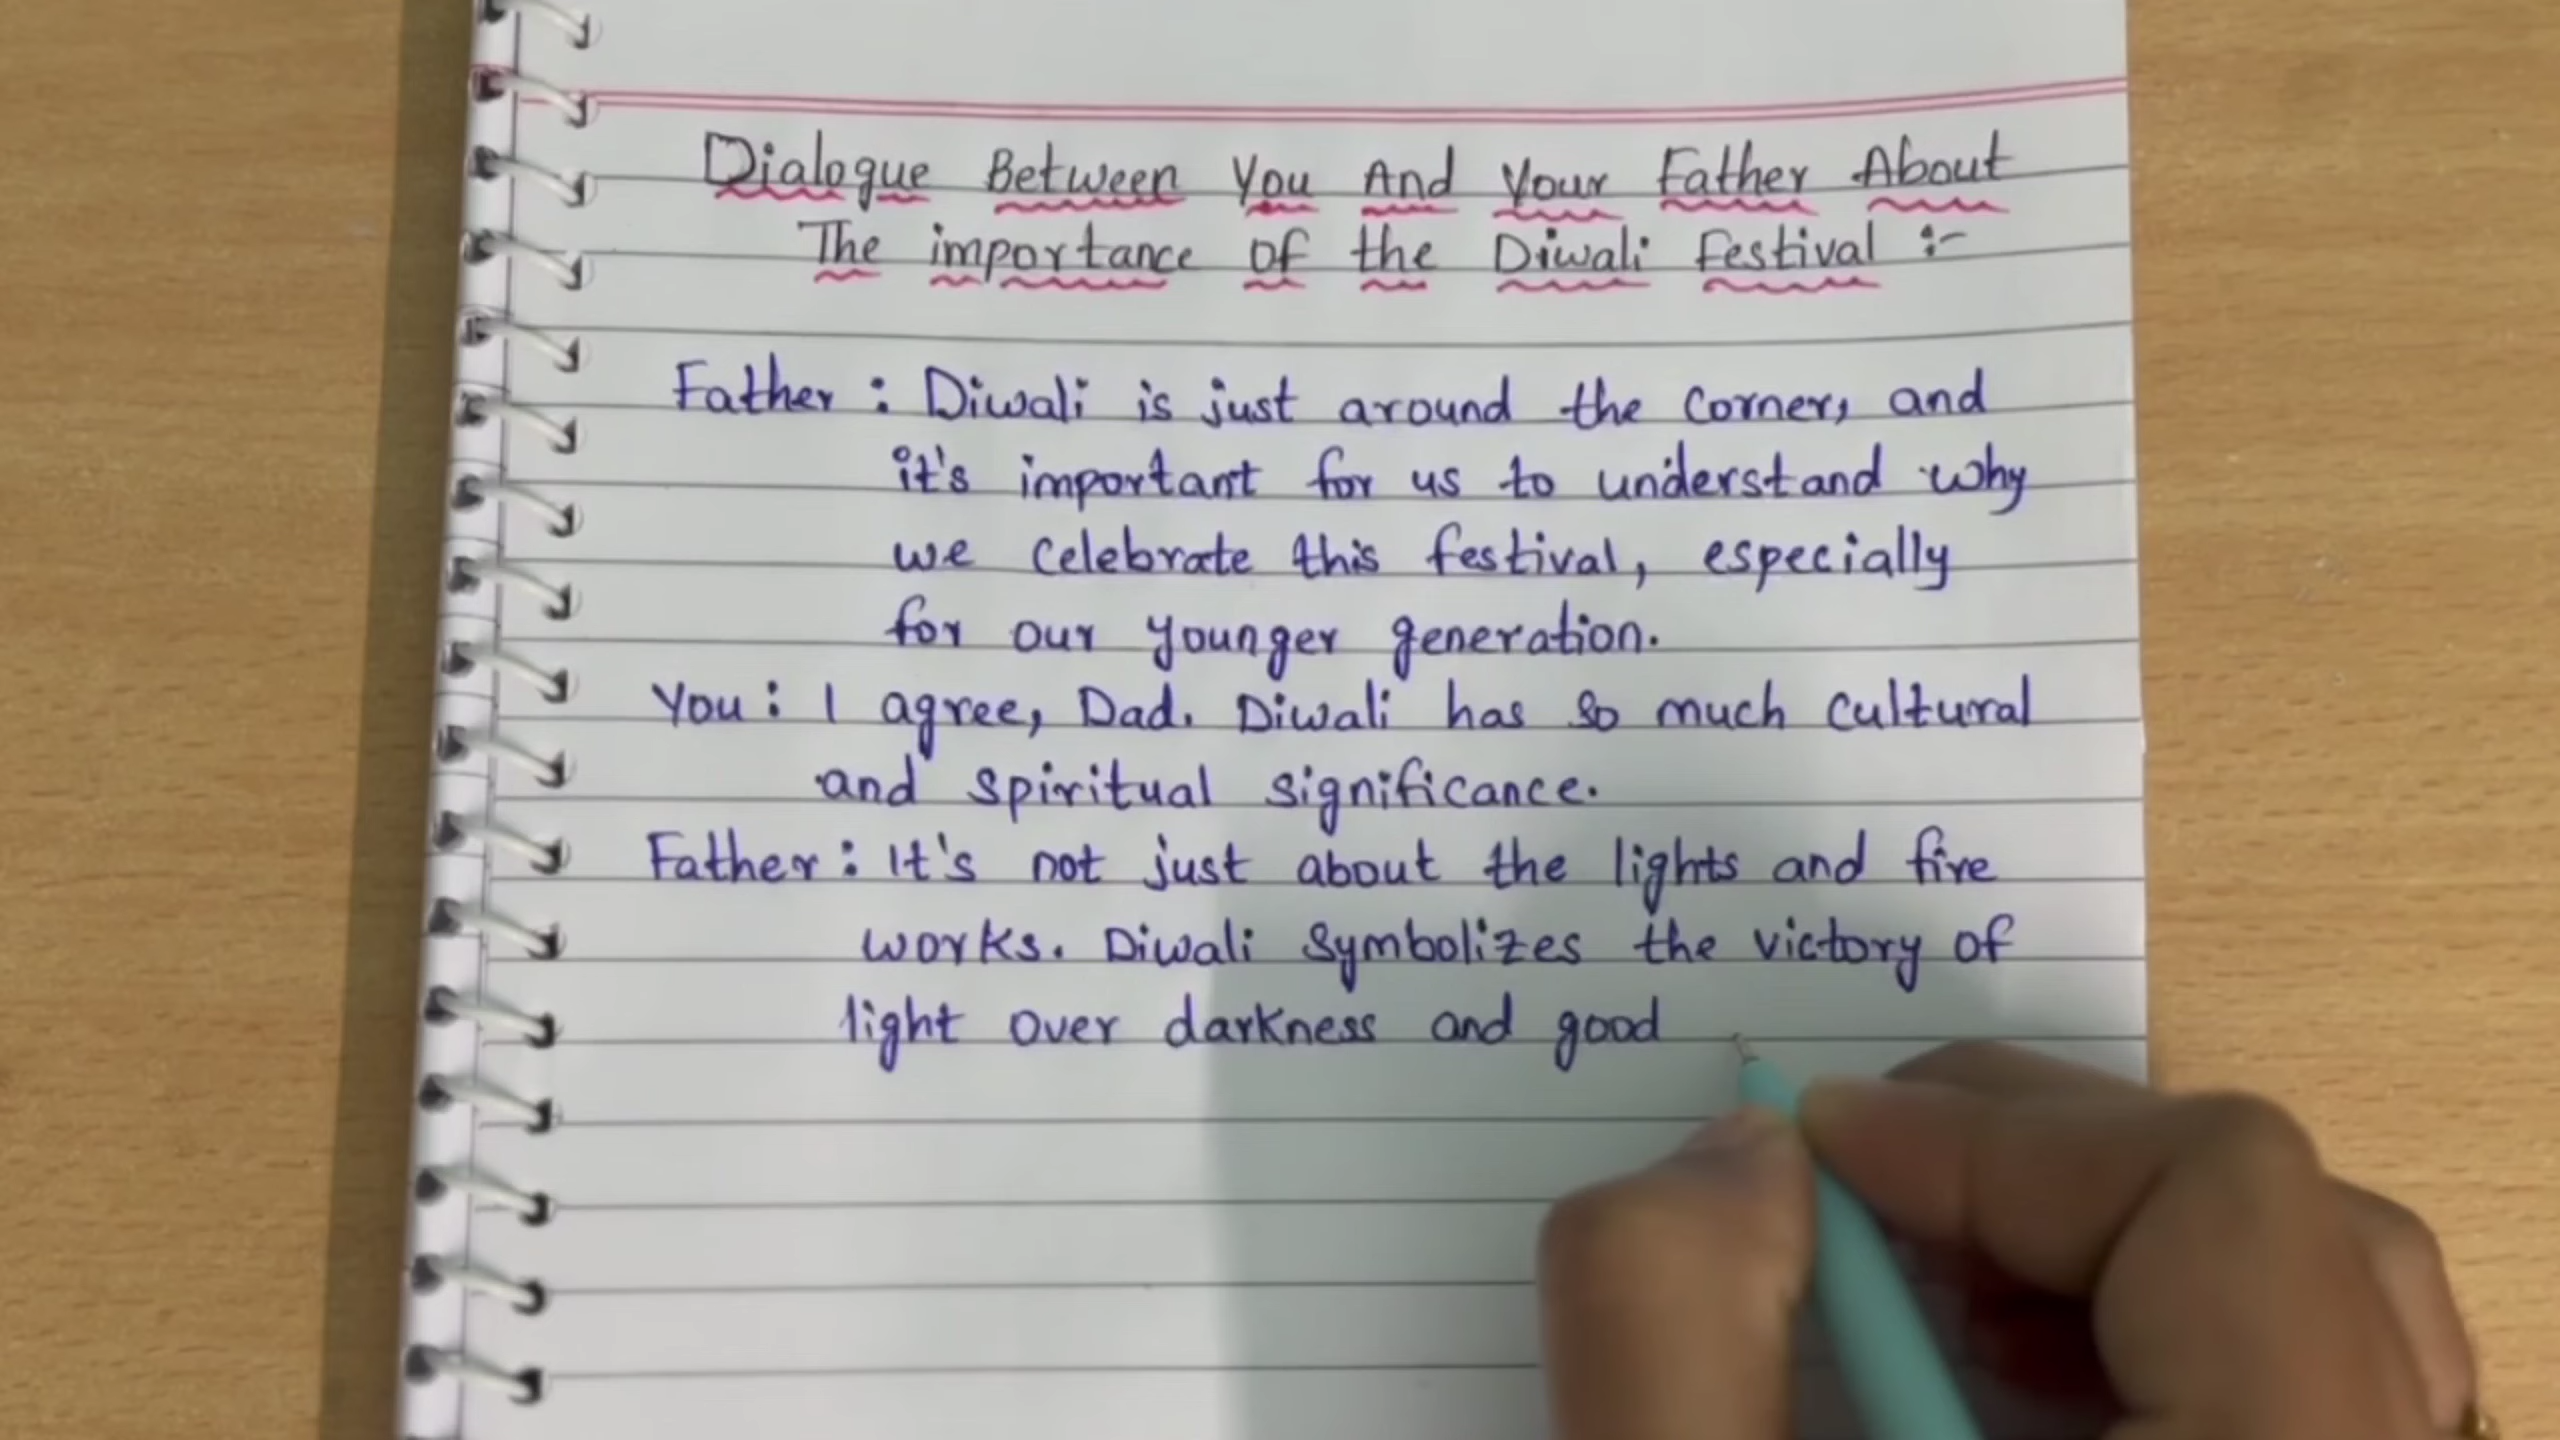 Dialogue Between You And Your Father About
The importance of the Diwali Festival :-
Father : Diwali is just around the corner, and
it's important for us to understand why
we celebrate this festival, especially
for our younger generation.
You : I agree, Dad. Diwali has so much cultural
and spiritual significance.
Father : It's not just about the lights and fire
works. Diwali symbolizes the victory of
light over darkness and good